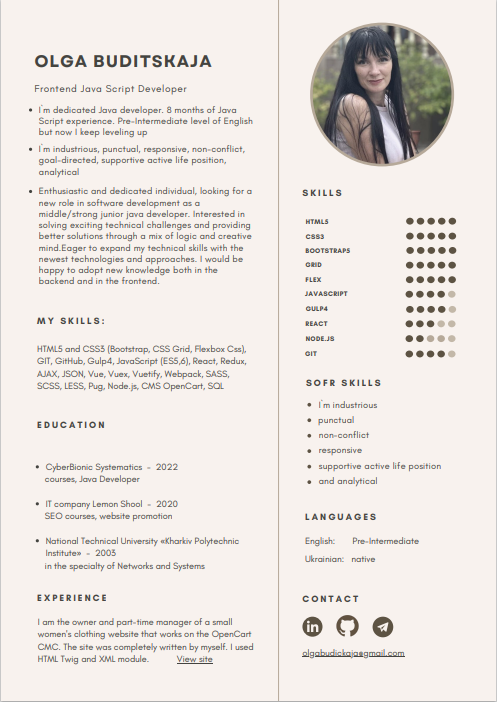 OLGA BUDITSKAJA
Frontend Java Script Developer
I'm dedicated Java developer. 8 months of Java
Script experience. Pre-Intermediate level of English
but now I keep leveling up
I'm industrious, punctual, responsive, non-conflict,
goal-directed, supportive active life position,
analytical
Enthusiastic and dedicated individual, looking for a
new role in software development as a
middle/strong junior java developer. Interested in
solving exciting technical challenges and providing
better solutions through a mix of logic and creative
mind.Eager to expand my technical skills with the
newest technologies and approaches. I would be
happy to adopt new knowledge both in the
backend and in the frontend.
MY SKILLS:
HTML5 and CSS3 (Bootstrap, CSS Grid, Flexbox Css),
GIT, GitHub, Gulp4, JavaScript (ES5,6), React, Redux,
AJAX, JSON, Vue, Vuex, Vuetify, Webpack, SASS,
SCSS, LESS, Pug, Node.js, CMS OpenCart, SQL
EDUCATION
CyberBionic Systematics - 2022
courses, Java Developer
IT company Lemon Shool - 2020
SEO courses, website promotion
National Technical University «Kharkiv Polytechnic
Institute» - 2003
in the specialty of Networks and Systems
EXPERIENCE
I am the owner and part-time manager of a small
women's clothing website that works on the OpenCart
CMC. The site was completely written by myself. I used
HTML Twig and XML module. View site
SKILLS
HTML5
CSS3
BOOTSTRAP5
GRID
FLEX
JAVASCRIPT
GULP4
REACT
NODE.JS
GIT
SOFR SKILLS
I'm industrious
punctual
non-conflict
responsive
supportive active life position
and analytical
LANGUAGES
English: Pre-Intermediate
Ukrainian: native
CONTACT
in
olgabudickaja@gmail.com